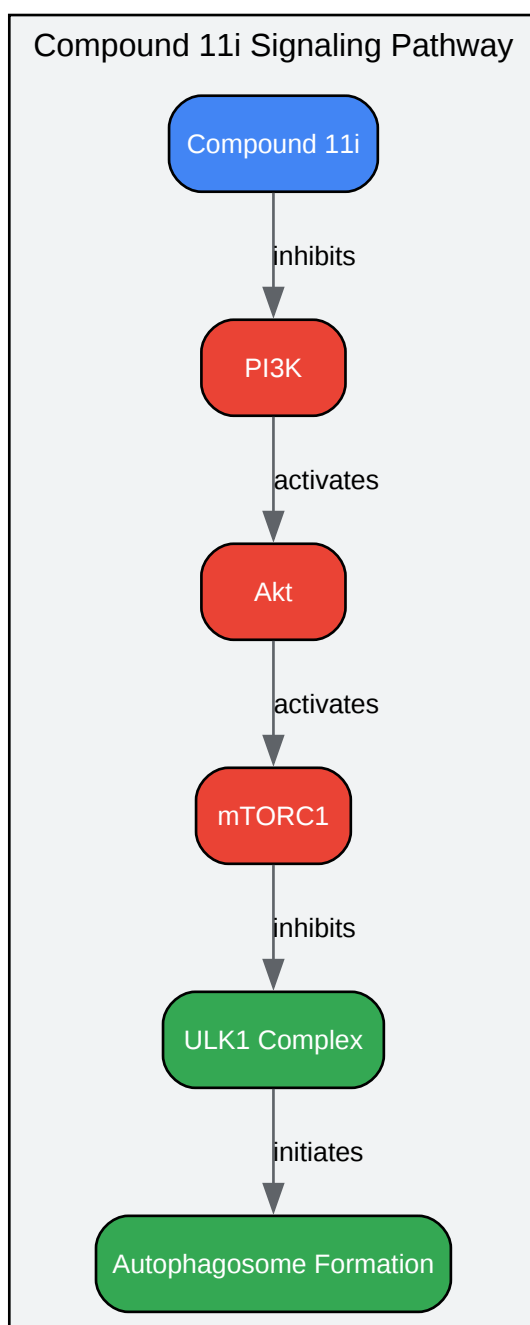 Compound 11i Signaling Pathway
Compound 11i
inhibits
PI3K
activates
Akt
activates
mTORC1
inhibits
ULK1 Complex
initiates
Autophagosome Formation